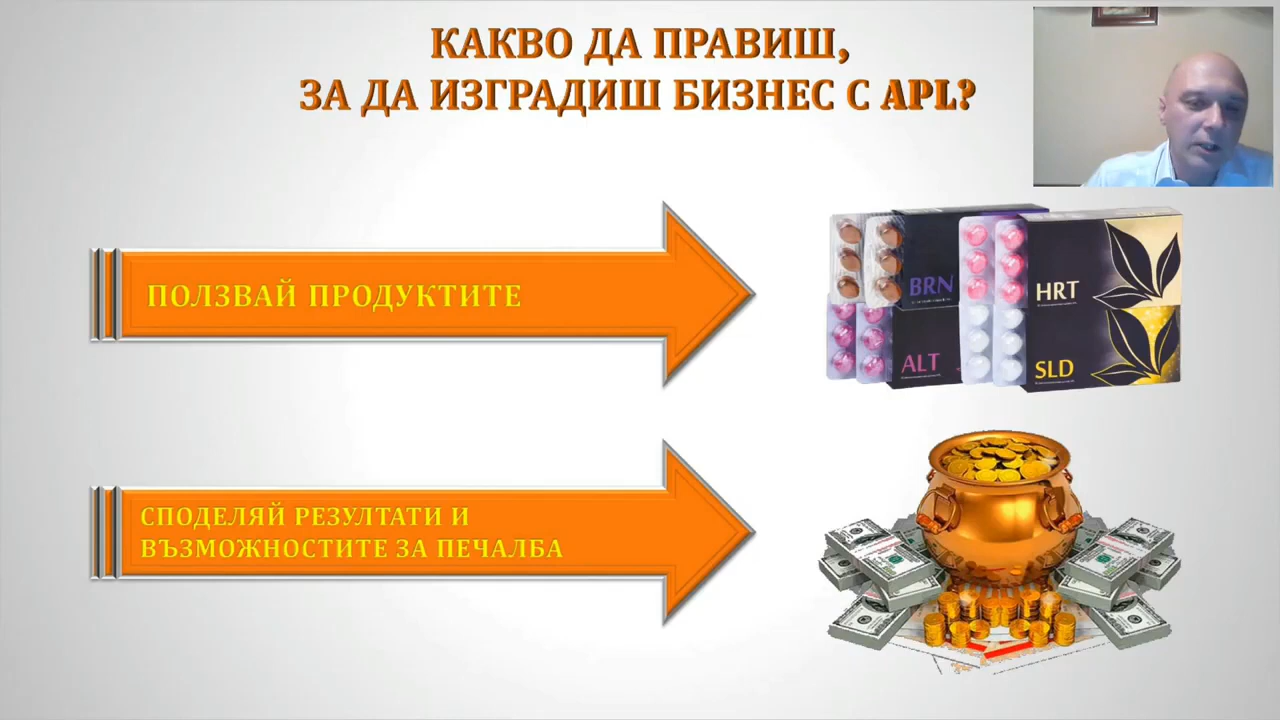 КАКВО ДА ПРАВИШ,
ЗА ДА ИЗГРАДИШ БИЗНЕС С APL?
ПОЛЗВАЙ ПРОДУКТИТЕ
BRN
HRT
ALT
SLD
СПОДЕЛЯЙ РЕЗУЛТАТИ И
ВЪЗМОЖНОСТИТЕ ЗА ПЕЧАЛБА